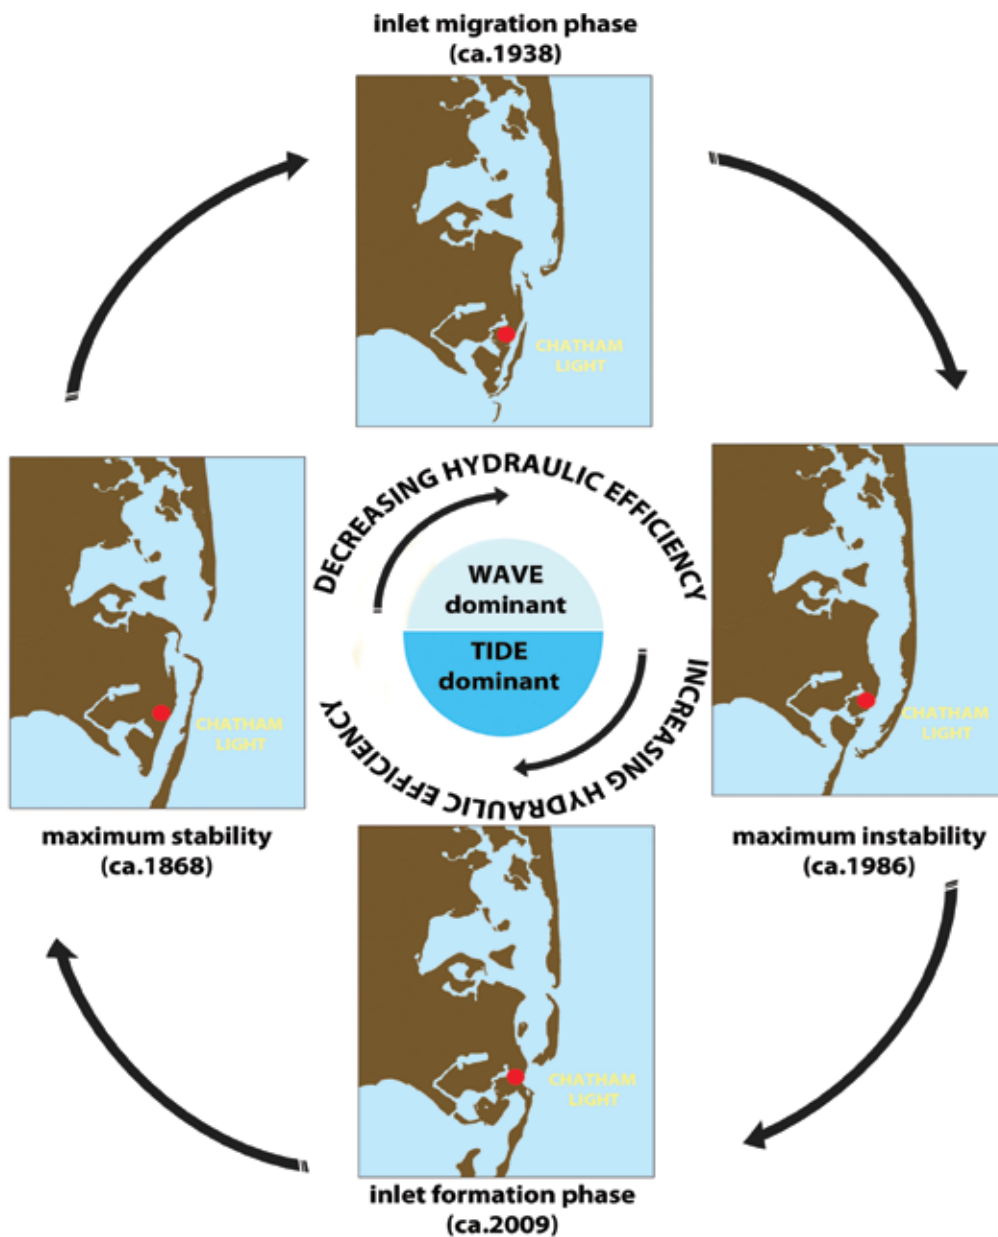 inlet migration phase
(ca.1938)
CHATHAM
LIGHT
DECREASING HYDRAULIC EFFICIENCY
WAVE
dominant
TIDE
dominant
INCREASING HYDRAULIC EFFICIENCY
CHATHAM
LIGHT
CHATHAM
LIGHT
maximum stability
(ca.1868)
maximum instability
(ca.1986)
CHATHAM
LIGHT
inlet formation phase
(ca.2009)